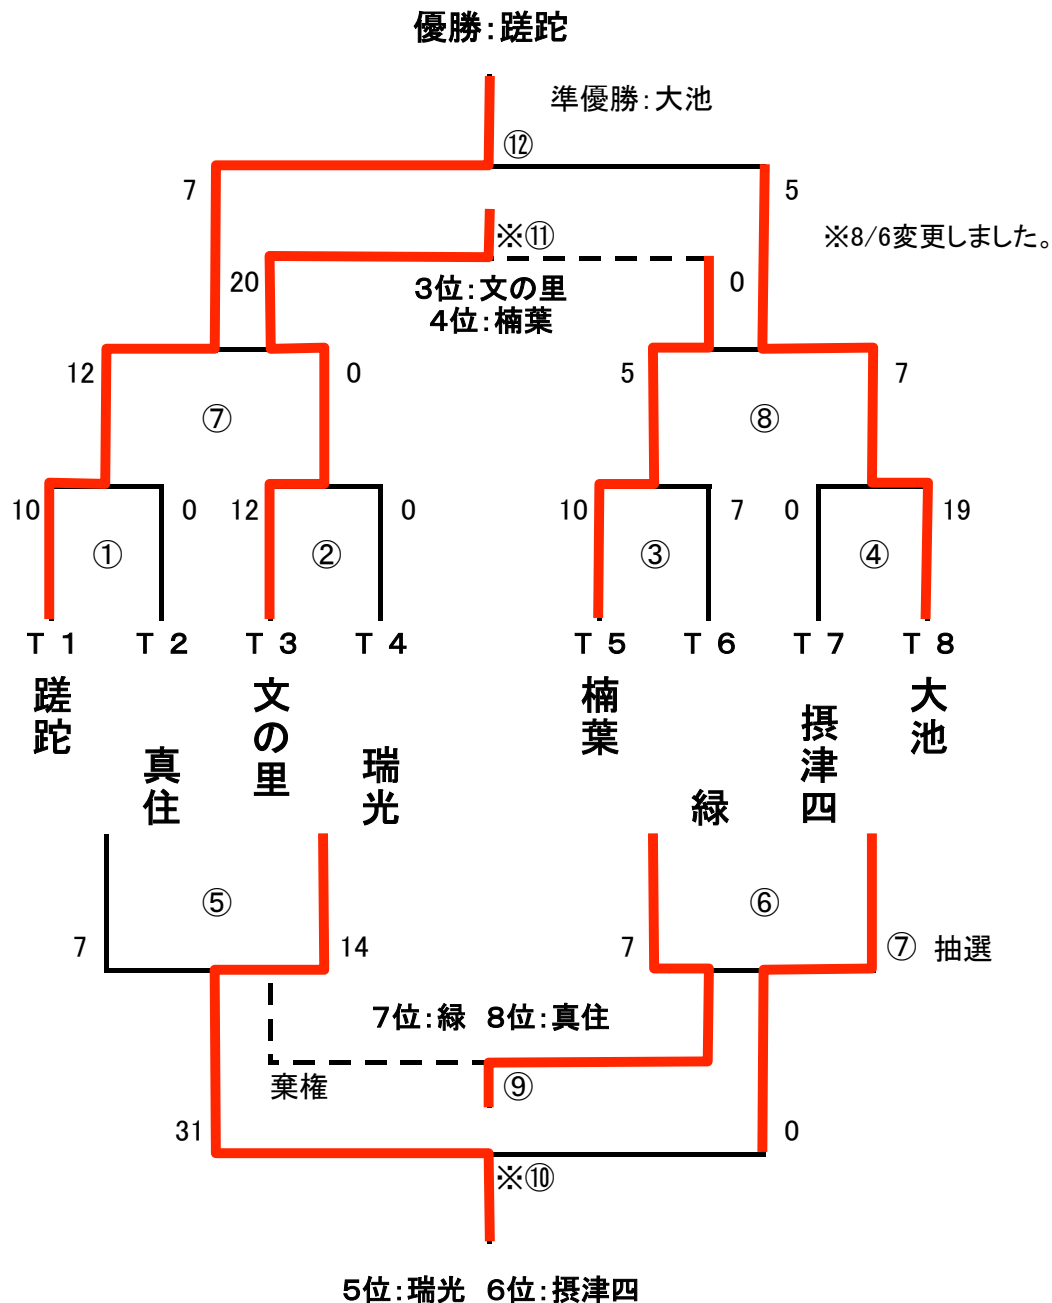 優勝：蹉跎
準優勝：大池
⑫
7
5
※⑪
※8/6変更しました。
20
0
3位：文の里
4位：楠葉
12
0
5
7
⑦
⑧
10
0
12
0
10
7
0
19
①
②
③
④
T1
T2
T3
T4
T5
T6
T7
T8
蹉跎
真住
文の里
瑞光
楠葉
緑
摂津四
大池
⑤
⑥
7
14
7
⑦ 抽選
7位：緑 8位：真住
棄権
⑨
31
0
※⑩
5位：瑞光 6位：摂津四